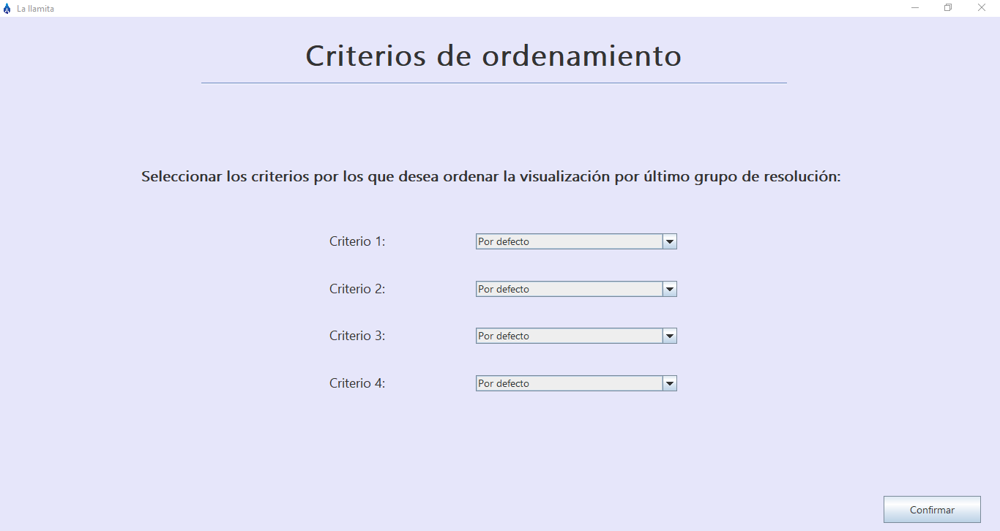 La llamita
Criterios de ordenamiento
Seleccionar los criterios por los que desea ordenar la visualización por último grupo de resolución:
Criterio 1: Por defecto
Criterio 2: Por defecto
Criterio 3: Por defecto
Criterio 4: Por defecto
Confirmar